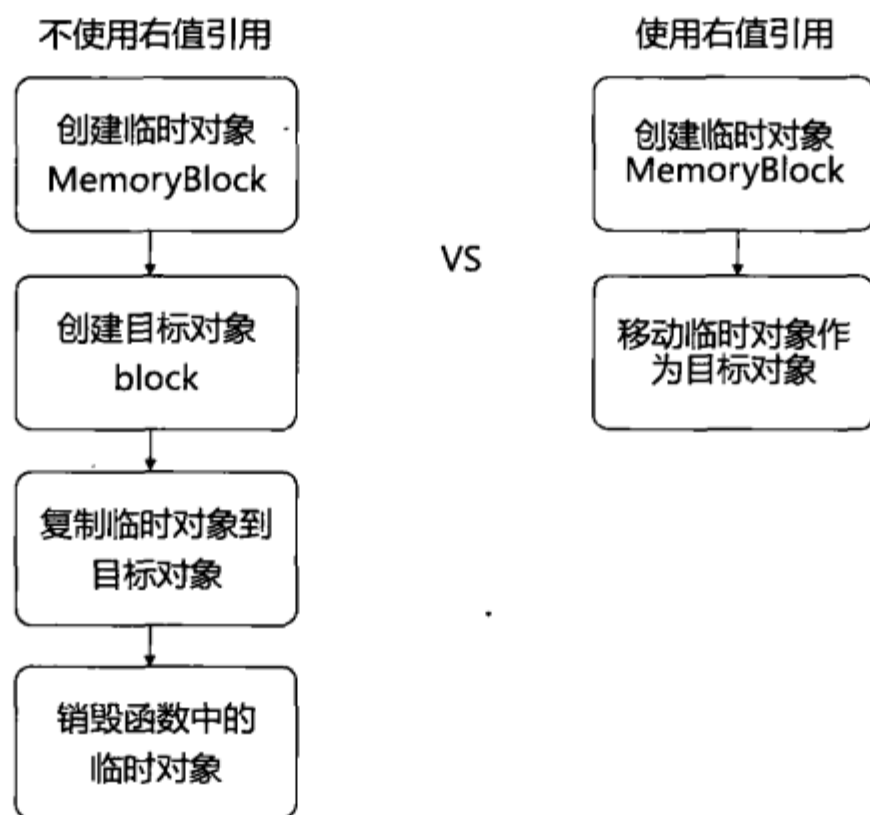 不使用右值引用
创建临时对象
MemoryBlock
创建目标对象
block
复制临时对象到
目标对象
销毁函数中的
临时对象
VS
使用右值引用
创建临时对象
MemoryBlock
移动临时对象作
为目标对象